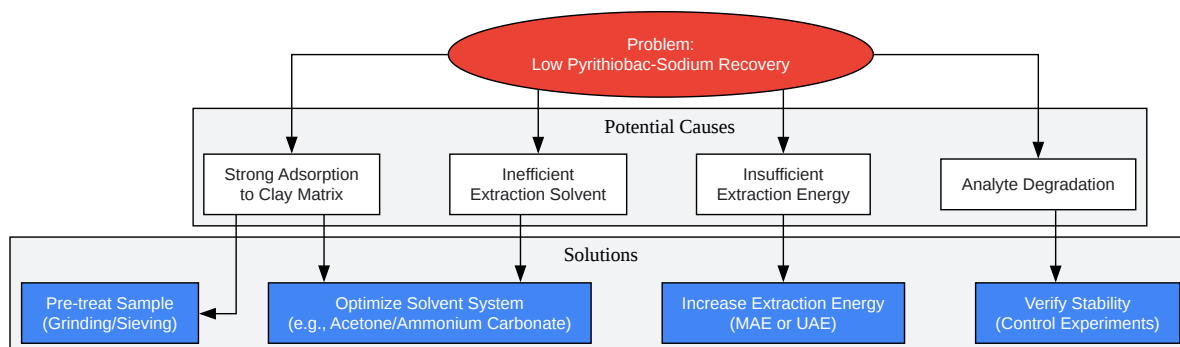 Problem:
Low Pyrithiobac-Sodium Recovery
Potential Causes
Strong Adsorption
to Clay Matrix
Inefficient
Extraction Solvent
Insufficient
Extraction Energy
Analyte Degradation
Solutions
Pre-treat Sample
(Grinding/Sieving)
Optimize Solvent System
(e.g., Acetone/Ammonium Carbonate)
Increase Extraction Energy
(MAE or UAE)
Verify Stability
(Control Experiments)